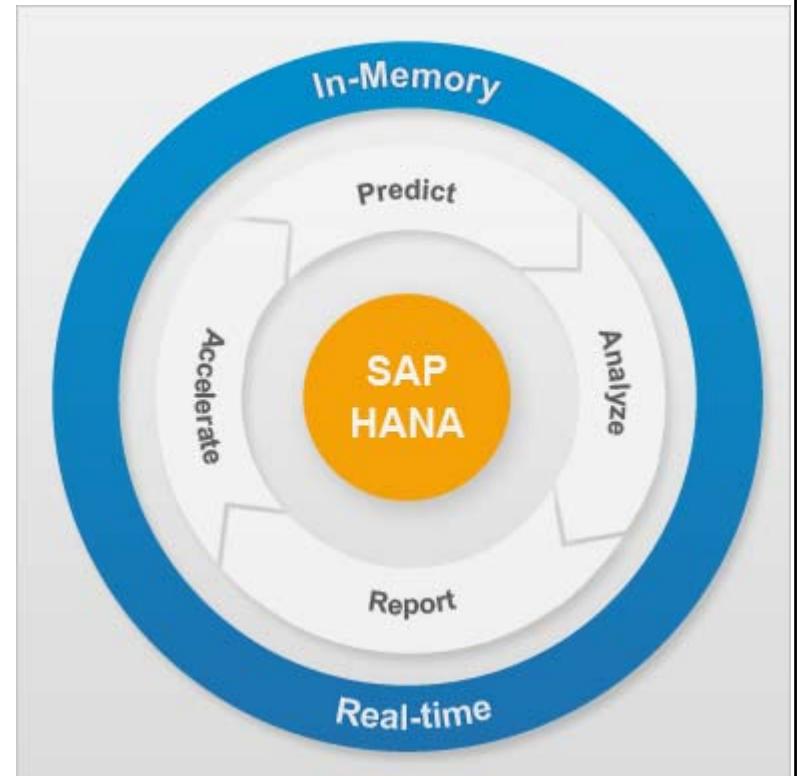 In-Memory
Predict
Accelerate
SAP
HANA
Analyze
Report
Real-time